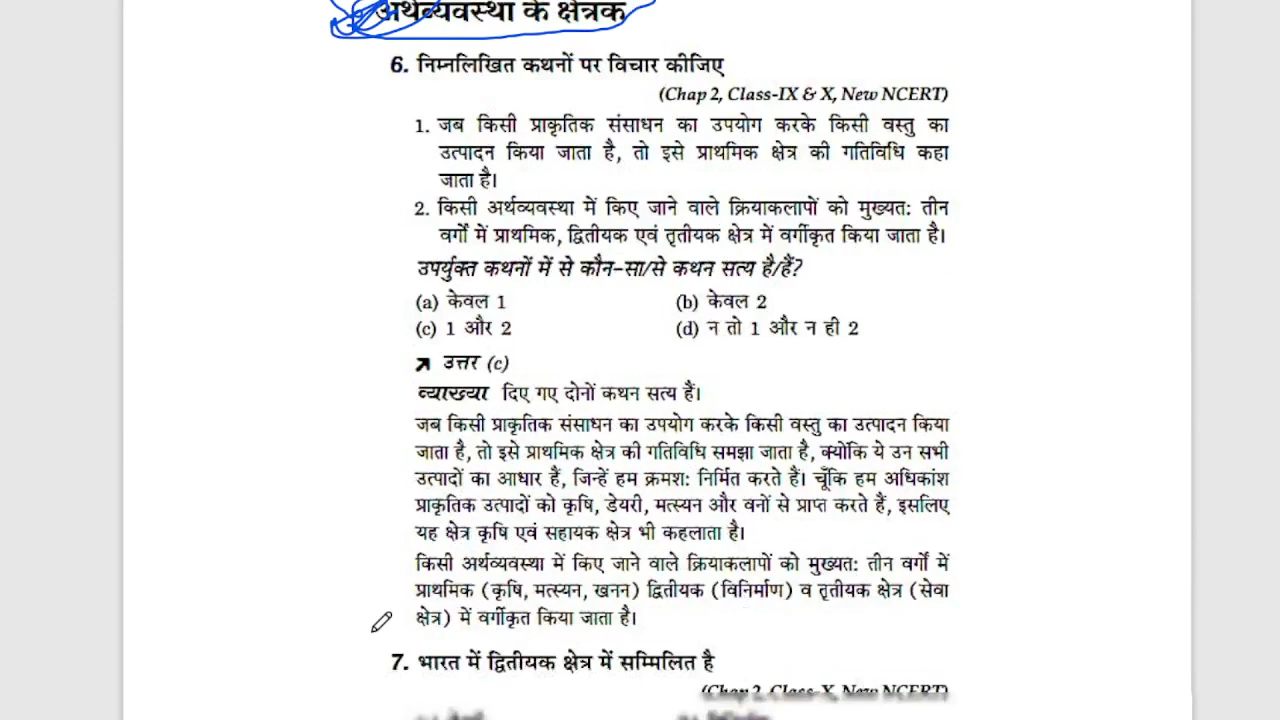 अर्थव्यवस्था के क्षेत्रक
6. निम्नलिखित कथनों पर विचार कीजिए
(Chap 2, Class-IX & X, New NCERT)
1. जब किसी प्राकृतिक संसाधन का उपयोग करके किसी वस्तु का
उत्पादन किया जाता है, तो इसे प्राथमिक क्षेत्र की गतिविधि कहा
जाता है।
2. किसी अर्थव्यवस्था में किए जाने वाले क्रियाकलापों को मुख्यत: तीन
वर्गों में प्राथमिक, द्वितीयक एवं तृतीयक क्षेत्र में वर्गीकृत किया जाता है।
उपर्युक्त कथनों में से कौन-सा/से कथन सत्य है/हैं?
(a) केवल 1 (b) केवल 2
(c) 1 और 2 (d) न तो 1 और न ही 2
उत्तर (c)
व्याख्या दिए गए दोनों कथन सत्य हैं।
जब किसी प्राकृतिक संसाधन का उपयोग करके किसी वस्तु का उत्पादन किया
जाता है, तो इसे प्राथमिक क्षेत्र की गतिविधि समझा जाता है, क्योंकि ये उन सभी
उत्पादों का आधार हैं, जिन्हें हम क्रमश: निर्मित करते हैं। चूँकि हम अधिकांश
प्राकृतिक उत्पादों को कृषि, डेयरी, मत्स्यन और वनों से प्राप्त करते हैं, इसलिए
यह क्षेत्र कृषि एवं सहायक क्षेत्र भी कहलाता है।
किसी अर्थव्यवस्था में किए जाने वाले क्रियाकलापों को मुख्यत: तीन वर्गों में
प्राथमिक (कृषि, मत्स्यन, खनन) द्वितीयक (विनिर्माण) व तृतीयक क्षेत्र (सेवा
क्षेत्र) में वर्गीकृत किया जाता है।
7. भारत में द्वितीयक क्षेत्र में सम्मिलित है
(Chap 2, Class-X, New NCERT)